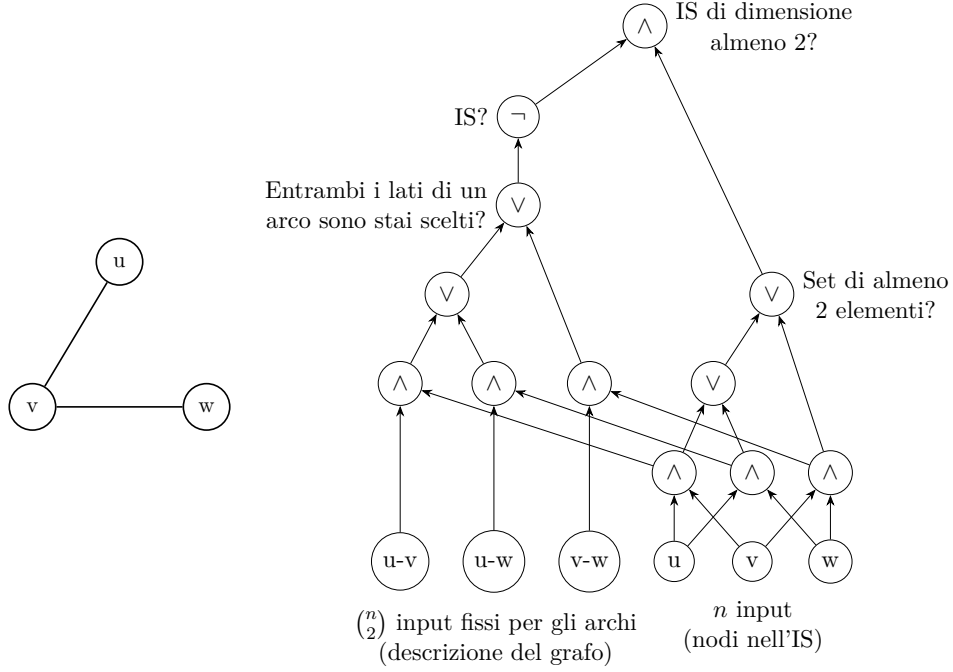 IS di dimensione
almeno 2?
∧
IS?
¬
Entrambi i lati di un
arco sono stai scelti?
∨
u
∨
∨
Set di almeno
2 elementi?
v
w
∧
∧
∧
∨
∧
∧
∧
u-v
u-w
v-w
u
v
w
(n 2) input fissi per gli archi
(descrizione del grafo)
n input
(nodi nell'IS)